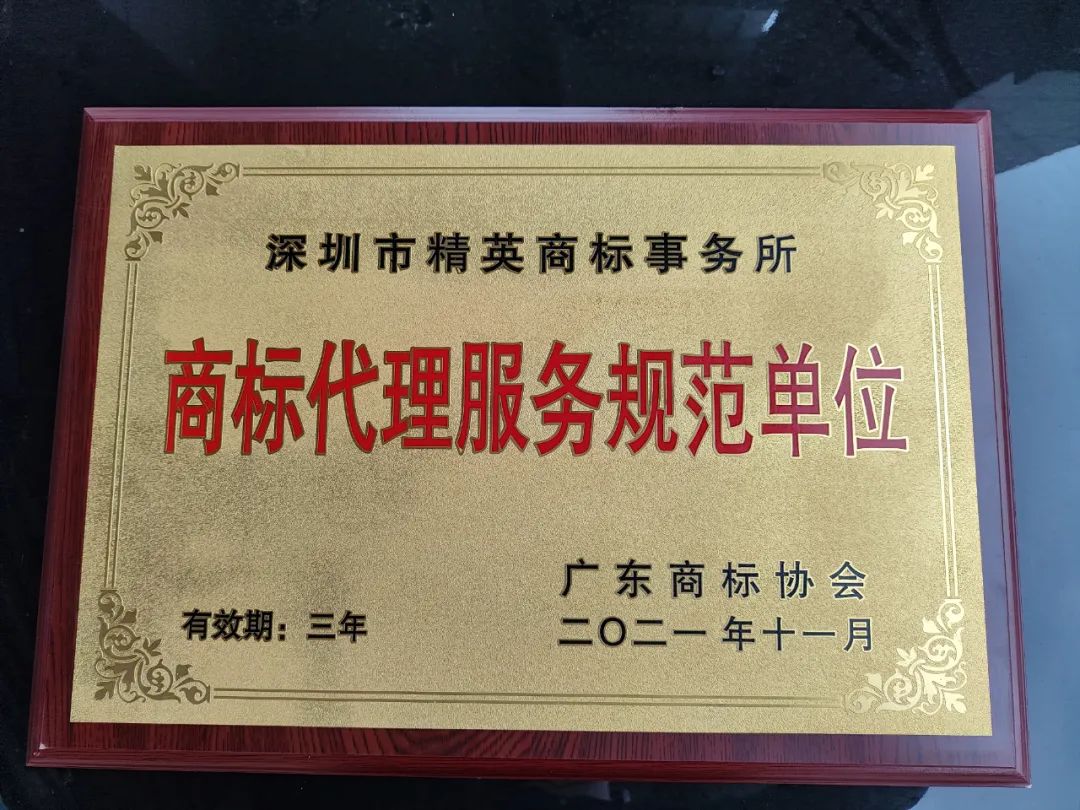 深圳市精英商标事务所
商标代理服务规范单位
广东商标协会
有效期：三年
二〇二一年十一月